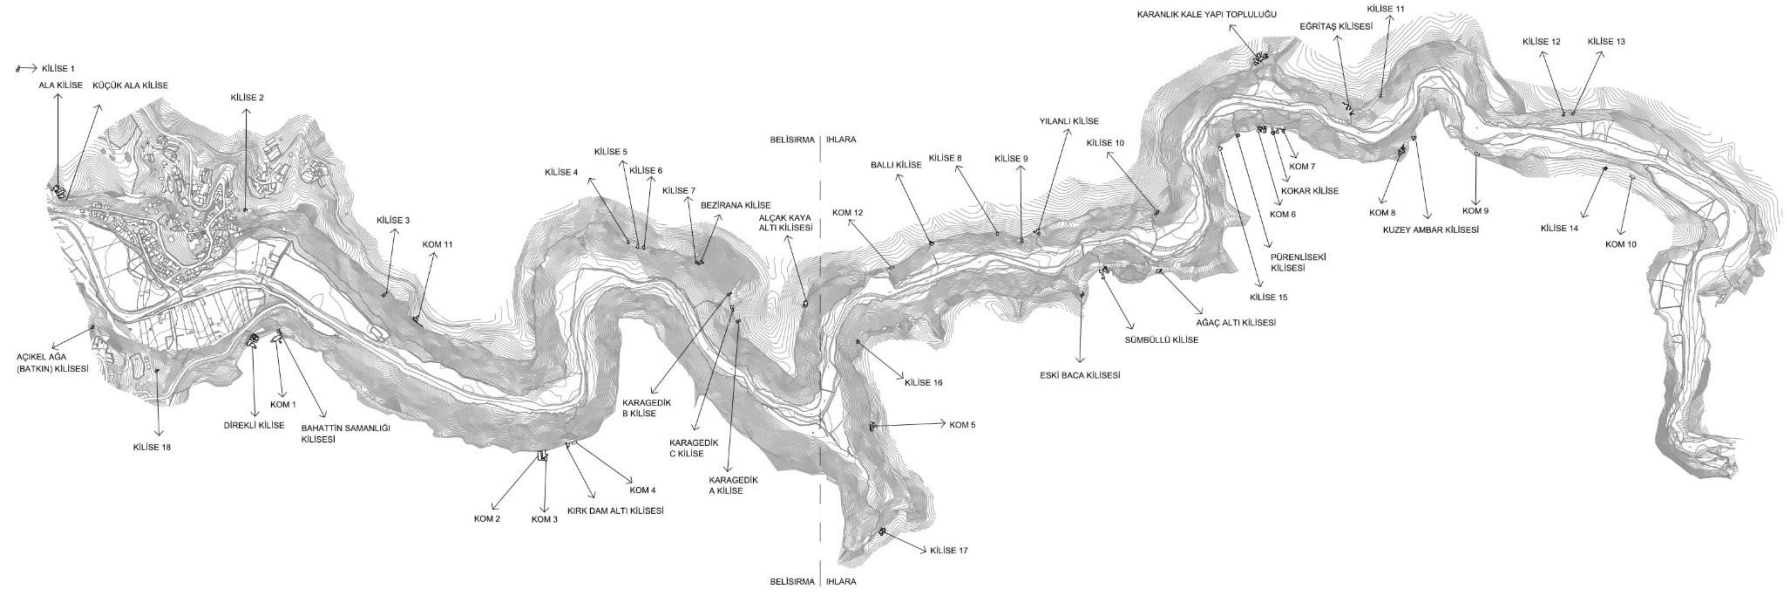 KARANLIK KALE YAPI TOPLULUĞU
KİLİSE 11
EĞRİTAŞ KİLİSESİ
KİLİSE 12
KİLİSE 13
KİLİSE 1
ALA KİLİSE
KÜÇÜK ALA KİLİSE
KİLİSE 2
BELİSIRMA
IHLARA
YILANLI KİLİSE
KİLİSE 10
KİLİSE 5
KİLİSE 6
KİLİSE 4
KİLİSE 7
BEZİRANA KİLİSE
ALÇAK KAYA
ALTI KİLİSESİ
BALLI KİLİSE
KİLİSE 8
KİLİSE 9
KOM 7
KOKAR KİLİSE
KOM 6
KOM 8
KUZEY AMBAR KİLİSESİ
KOM 9
KİLİSE 14
KOM 10
KİLİSE 3
KOM 11
KOM 12
PÜRENLİSEKİ
KİLİSESİ
KİLİSE 15
AĞAÇ ALTI KİLİSESİ
SÜMBÜLLÜ KİLİSE
ESKİ BACA KİLİSESİ
AÇIKEL AĞA
(BATKIN) KİLİSESİ
KİLİSE 18
DİREKLİ KİLİSE
KOM 1
BAHATTİN SAMANLIĞI
KİLİSESİ
KARAGEDİK
B KİLİSE
KARAGEDİK
C KİLİSE
KARAGEDİK
A KİLİSE
KİLİSE 16
KOM 5
KOM 2
KOM 3
KOM 4
KIRK DAM ALTI KİLİSESİ
KİLİSE 17
BELİSIRMA
IHLARA